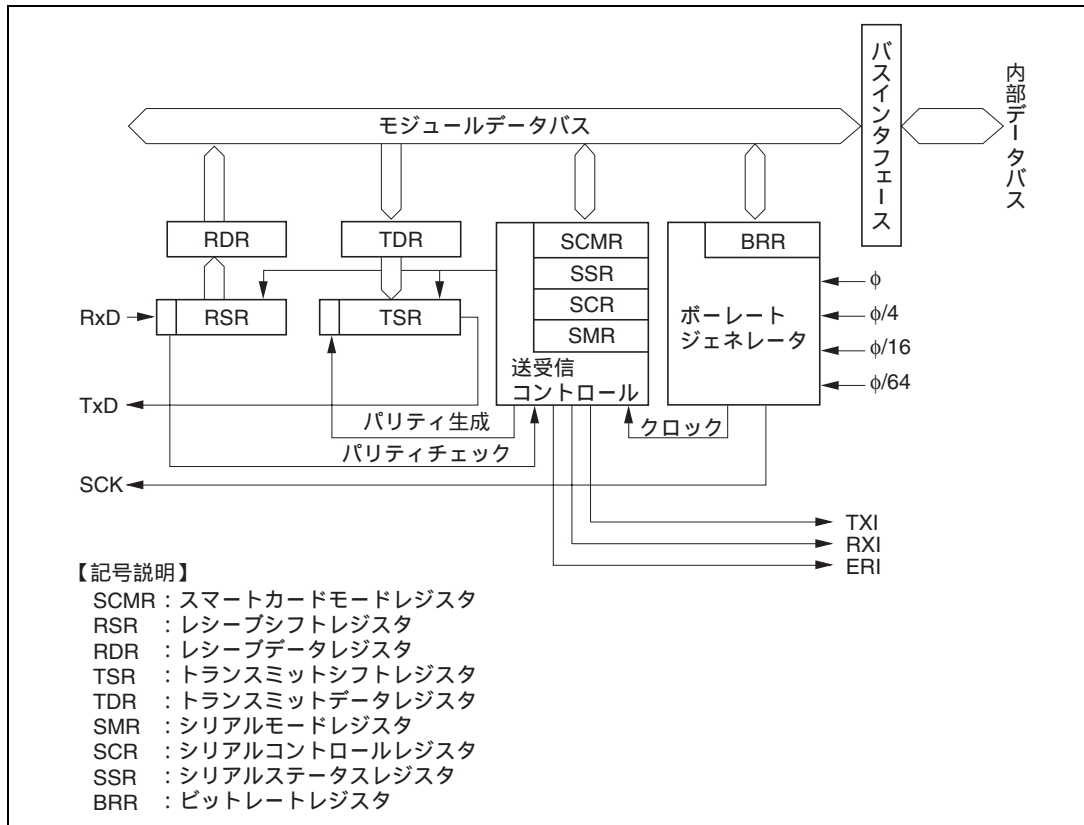 バスインタフェース
内部データバス
モジュールデータバス
RDR
TDR
SCMR
BRR
SSR
φ
SCR
φ/4
RxD
RSR
TSR
ボーレート
ジェネレータ
SMR
φ/16
送受信
コントロール
φ/64
TxD
パリティ生成
クロック
パリティチェック
SCK
TXI
RXI
ERI
【記号説明】
SCMR：スマートカードモードレジスタ
RSR ：レシーブシフトレジスタ
RDR ：レシーブデータレジスタ
TSR ：トランスミットシフトレジスタ
TDR ：トランスミットデータレジスタ
SMR ：シリアルモードレジスタ
SCR ：シリアルコントロールレジスタ
SSR ：シリアルステータスレジスタ
BRR ：ビットレートレジスタ